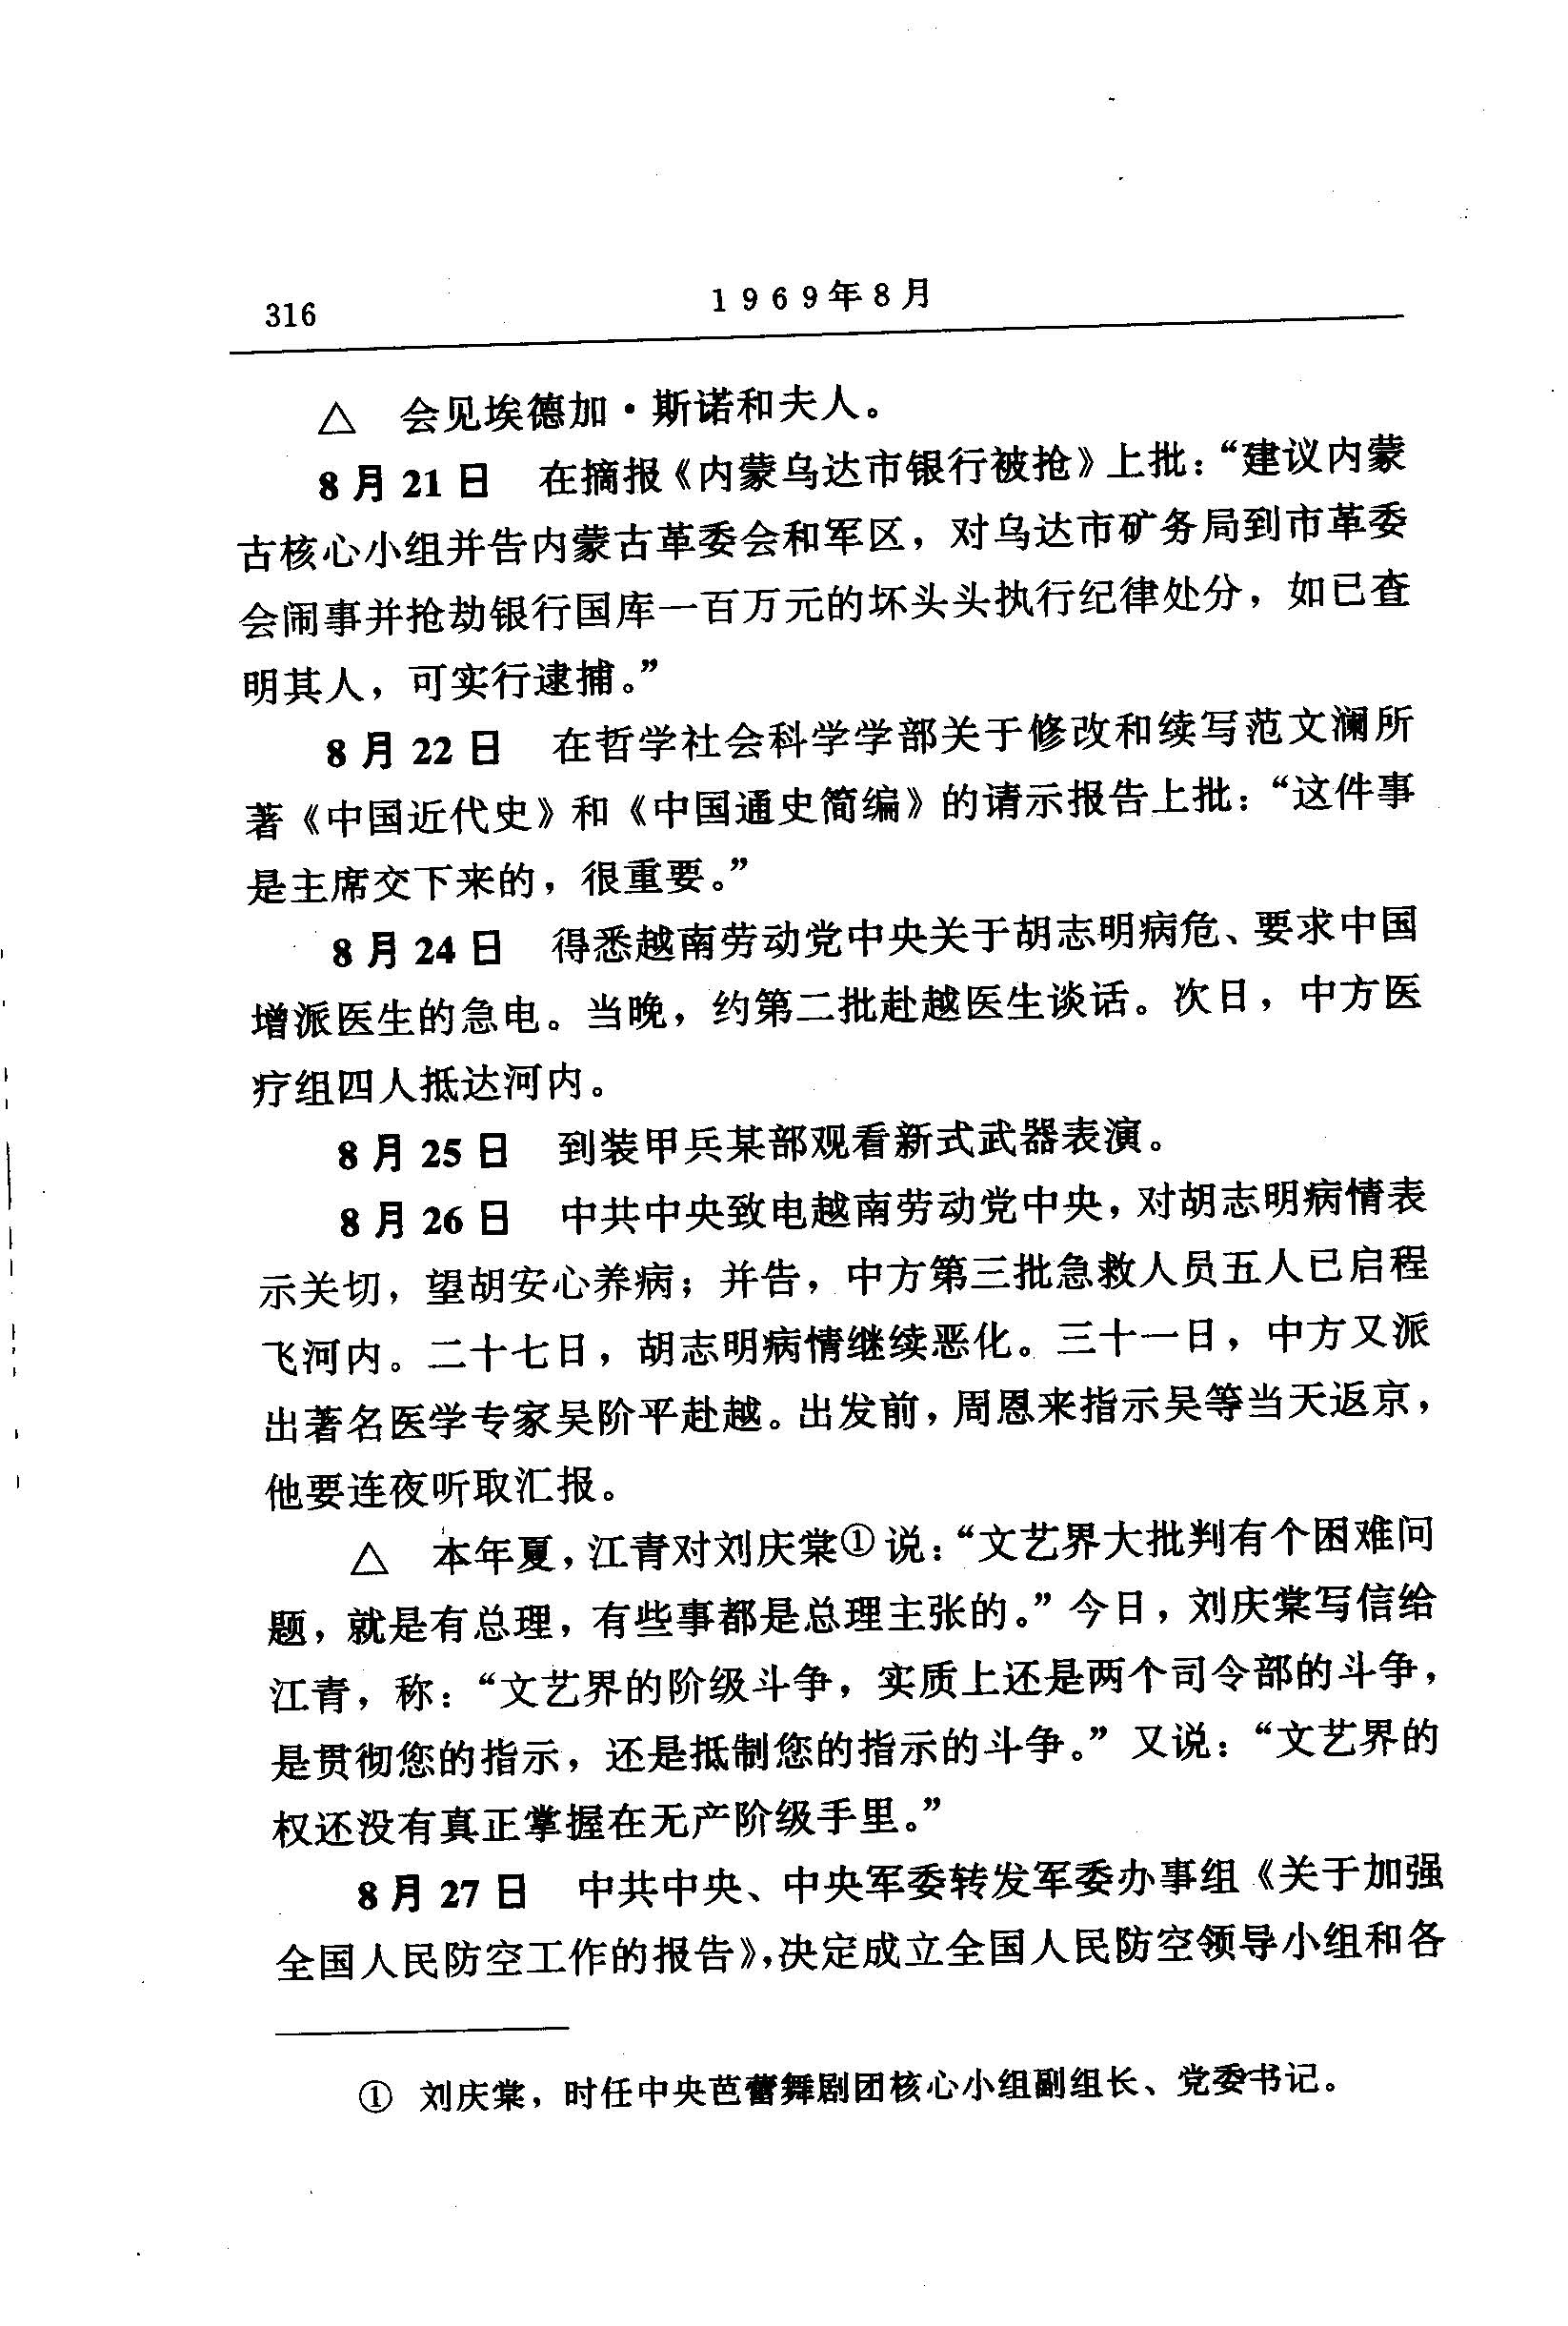 316
1969年8月
△　会见埃德加·斯诺和夫人。
8月21日　在摘报《内蒙乌达市银行被抢》上批：“建议内蒙
古核心小组并告内蒙古革委会和军区，对乌达市矿务局到市革委
会闹事并抢劫银行国库一百万元的坏头头执行纪律处分，如已查
明其人，可实行逮捕。”
8月22日　在哲学社会科学学部关于修改和续写范文澜所
著《中国近代史》和《中国通史简编》的请示报告上批：“这件事
是主席交下来的，很重要。”
8月24日　得悉越南劳动党中央关于胡志明病危、要求中国
增派医生的急电。当晚，约第二批赴越医生谈话。次日，中方医
疗组四人抵达河内。
8月25日　到装甲兵某部观看新式武器表演。
8月26日　中共中央致电越南劳动党中央，对胡志明病情表
示关切，望胡安心养病；并告，中方第三批急救人员五人已启程
飞河内。二十七日，胡志明病情继续恶化。三十一日，中方又派
出著名医学专家吴阶平赴越。出发前，周恩来指示吴等当天返京，
他要连夜听取汇报。
△　本年夏，江青对刘庆棠①说：“文艺界大批判有个困难问
题，就是有总理，有些事都是总理主张的。”今日，刘庆棠写信给
江青，称：“文艺界的阶级斗争，实质上还是两个司令部的斗争，
是贯彻您的指示，还是抵制您的指示的斗争。”又说：“文艺界的
权还没有真正掌握在无产阶级手里。”
8月27日　中共中央、中央军委转发军委办事组《关于加强
全国人民防空工作的报告》，决定成立全国人民防空领导小组和各
①　刘庆棠，时任中央芭蕾舞剧团核心小组副组长、党委书记。